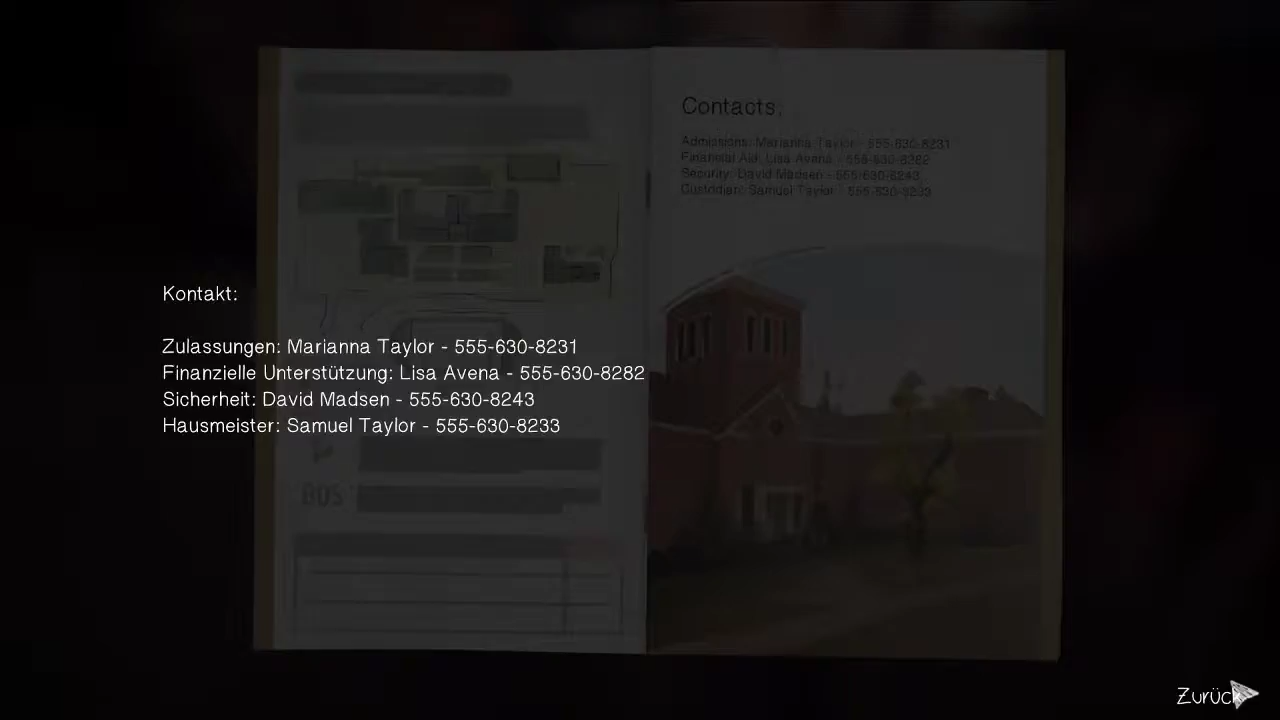 Contacts.
Admissions: Marianna Taylor - 555-630-8231
Financial Aid: Lisa Avena - 555-630-8282
Security: David Madsen - 555-630-8243
Custodian: Samuel Taylor - 555-630-8233
Kontakt:
Zulassungen: Marianna Taylor - 555-630-8231
Finanzielle Unterstützung: Lisa Avena - 555-630-8282
Sicherheit: David Madsen - 555-630-8243
Hausmeister: Samuel Taylor - 555-630-8233
BUS
Zurück